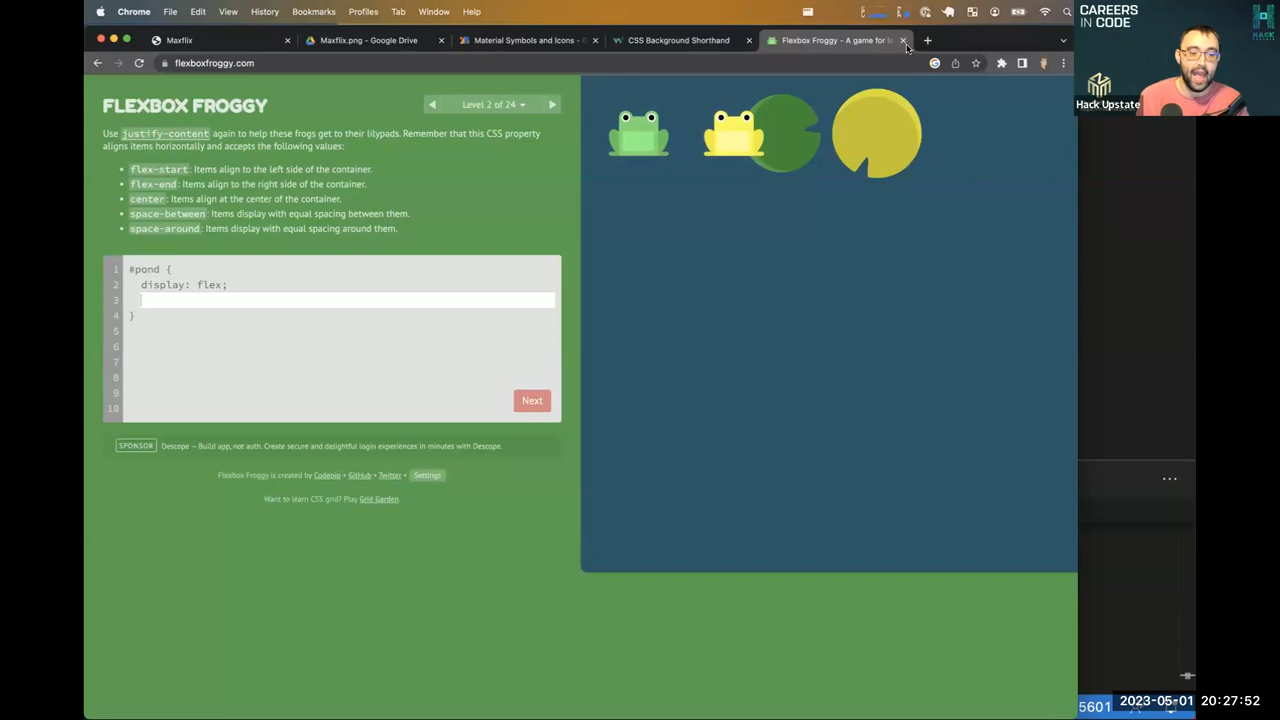 Chrome File Edit View History Bookmarks Profiles Tab Window Help
Maxflix
Maxflix.png - Google Drive
Material Symbols and Icons -
CSS Background Shorthand
Flexbox Froggy - A game for le
flexboxfroggy.com
CAREERS
IN CODE
HACK
UPSTATE
Hack Upstate
FLEXBOX FROGGY
Level 2 of 24
Use justify-content again to help these frogs get to their lilypads. Remember that this CSS property
aligns items horizontally and accepts the following values:
• flex-start: Items align to the left side of the container.
• flex-end: Items align to the right side of the container.
• center: Items align at the center of the container.
• space-between: Items display with equal spacing between them.
• space-around: Items display with equal spacing around them.
1 #pond {
2 display: flex;
3
4 }
5
6
7
8
9
10
Next
SPONSOR Descope — Build app, not auth. Create secure and delightful login experiences in minutes with Descope.
Flexbox Froggy is created by Codepip • GitHub • Twitter • Settings
Want to learn CSS grid? Play Grid Garden.
5601
2023-05-01 20:27:52